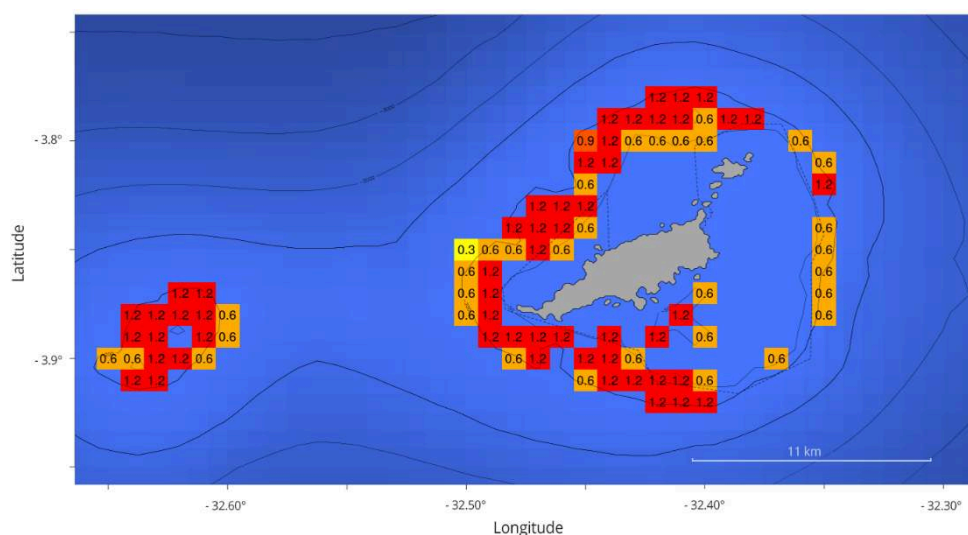 1.2 1.2 1.2
1.2 1.2 1.2 1.2 0.6 1.2 1.2
- 3.8° 0.9 1.2 0.6 0.6 0.6 0.6 0.6
1.2 1.2 0.6
0.6 1.2
1.2 1.2 1.2
1.2 1.2 1.2 0.6 0.6
Latitude
0.3 0.6 0.6 1.2 0.6 0.6
0.6 1.2 0.6
1.2 1.2 0.6 1.2 0.6 0.6
1.2 1.2 1.2 1.2 0.6 0.6 1.2 1.2 0.6
1.2 1.2 1.2 0.6 1.2 1.2 1.2 1.2 1.2 1.2 0.6
- 3.9° 0.6 0.6 1.2 1.2 0.6 0.6 1.2 1.2 1.2 0.6 0.6
1.2 1.2 0.6 1.2 1.2 1.2 1.2 0.6
1.2 1.2 1.2
11 km
- 32.60° - 32.50° - 32.40° - 32.30°
Longitude